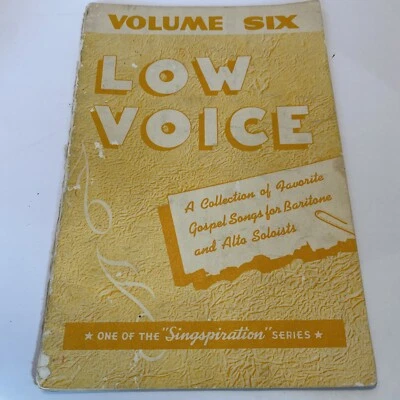 VOLUME SIX
LOW
VOICE
A Collection of Favorite
Gospel Songs for Baritone
and Alto Soloists
★ ONE OF THE "Singspiration" SERIES ★